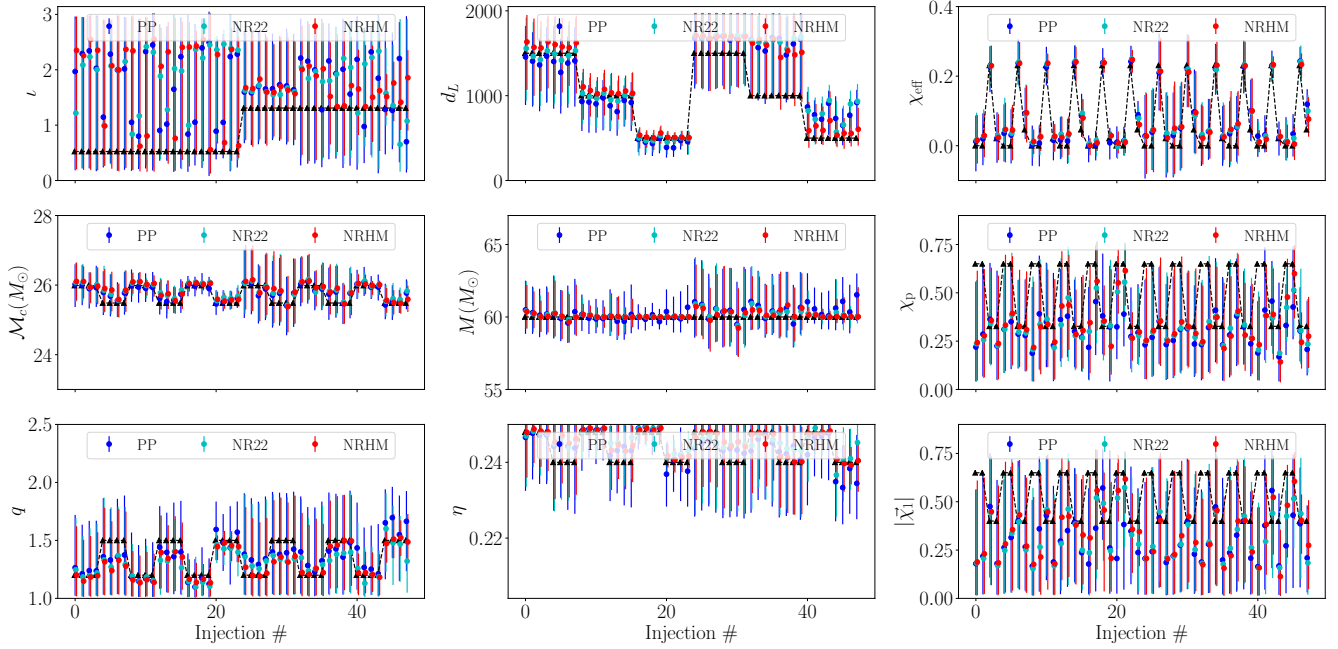 3
2
1
0
ι
PP
NR22
NRHM
2000
1000
0
d_L
PP
NR22
NRHM
0.4
0.2
0.0
χ_eff
PP
NR22
NRHM
28
26
24
ℳ_c(M_⊙)
PP
NR22
NRHM
65
60
55
M(M_⊙)
PP
NR22
NRHM
0.75
0.50
0.25
0.00
χ_p
PP
NR22
NRHM
2.5
2.0
1.5
1.0
q
PP
NR22
NRHM
0
20
40
Injection #
0.24
0.22
η
PP
NR22
NRHM
0
20
40
Injection #
0.75
0.50
0.25
0.00
|χ⃗_1|
PP
NR22
NRHM
0
20
40
Injection #